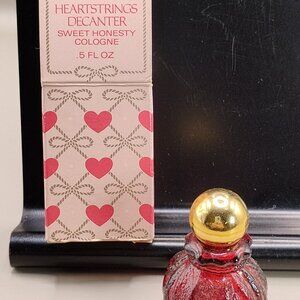 HEARTSTRINGS
DECANTER
SWEET HONESTY
COLOGNE
.5 FL OZ